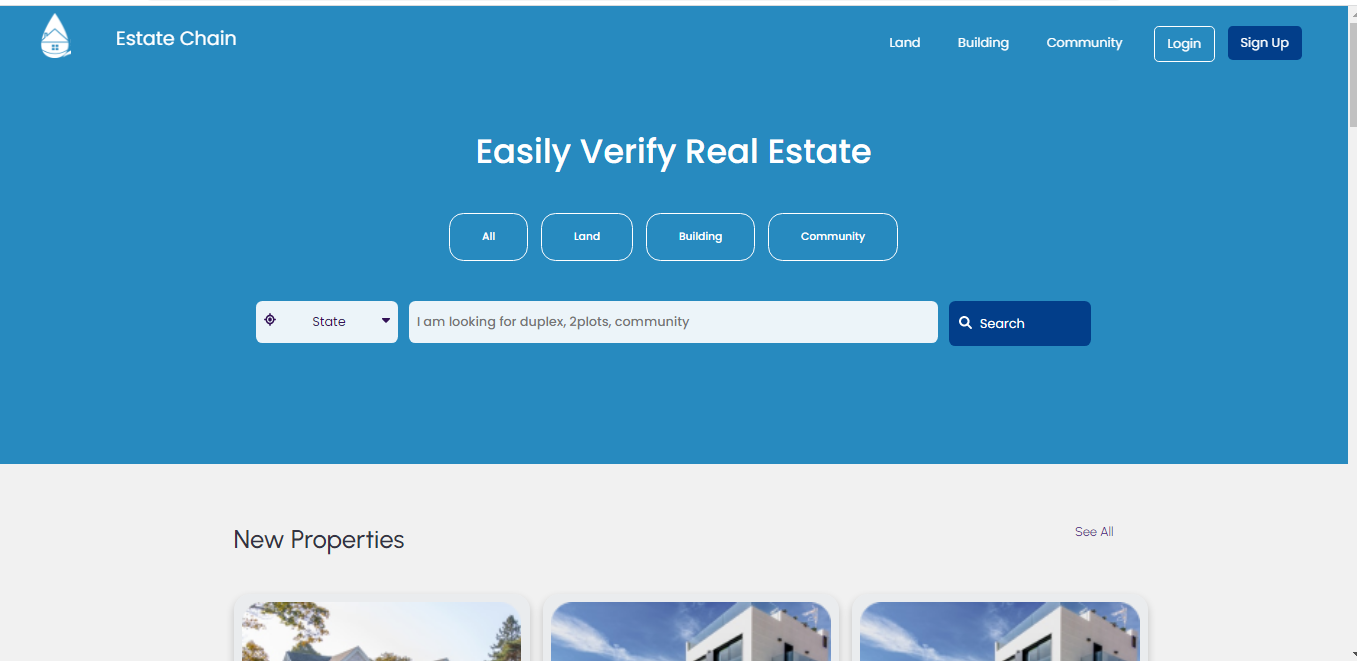 Estate Chain
Land Building Community Login Sign Up
Easily Verify Real Estate
All Land Building Community
State I am looking for duplex, 2plots, community Search
New Properties See All